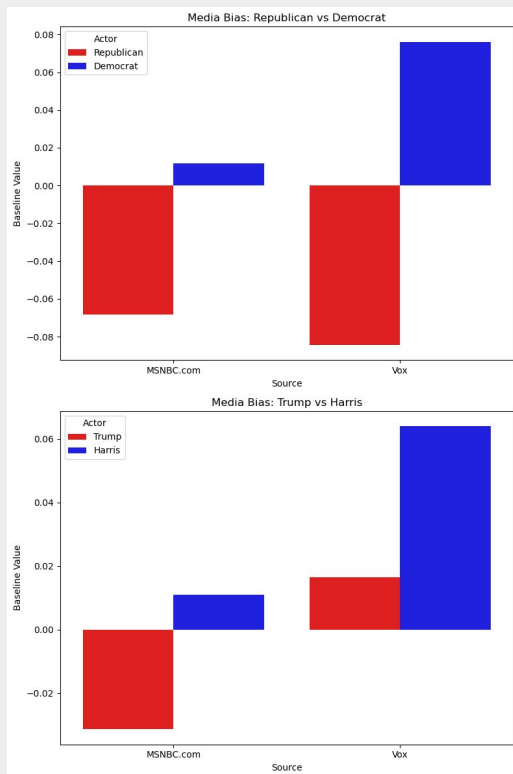 Media Bias: Republican vs Democrat
Actor
Republican
Democrat
Baseline Value
0.08
0.06
0.04
0.02
0.00
−0.02
−0.04
−0.06
−0.08
MSNBC.com
Vox
Source
Media Bias: Trump vs Harris
Actor
Trump
Harris
Baseline Value
0.06
0.04
0.02
0.00
−0.02
MSNBC.com
Vox
Source